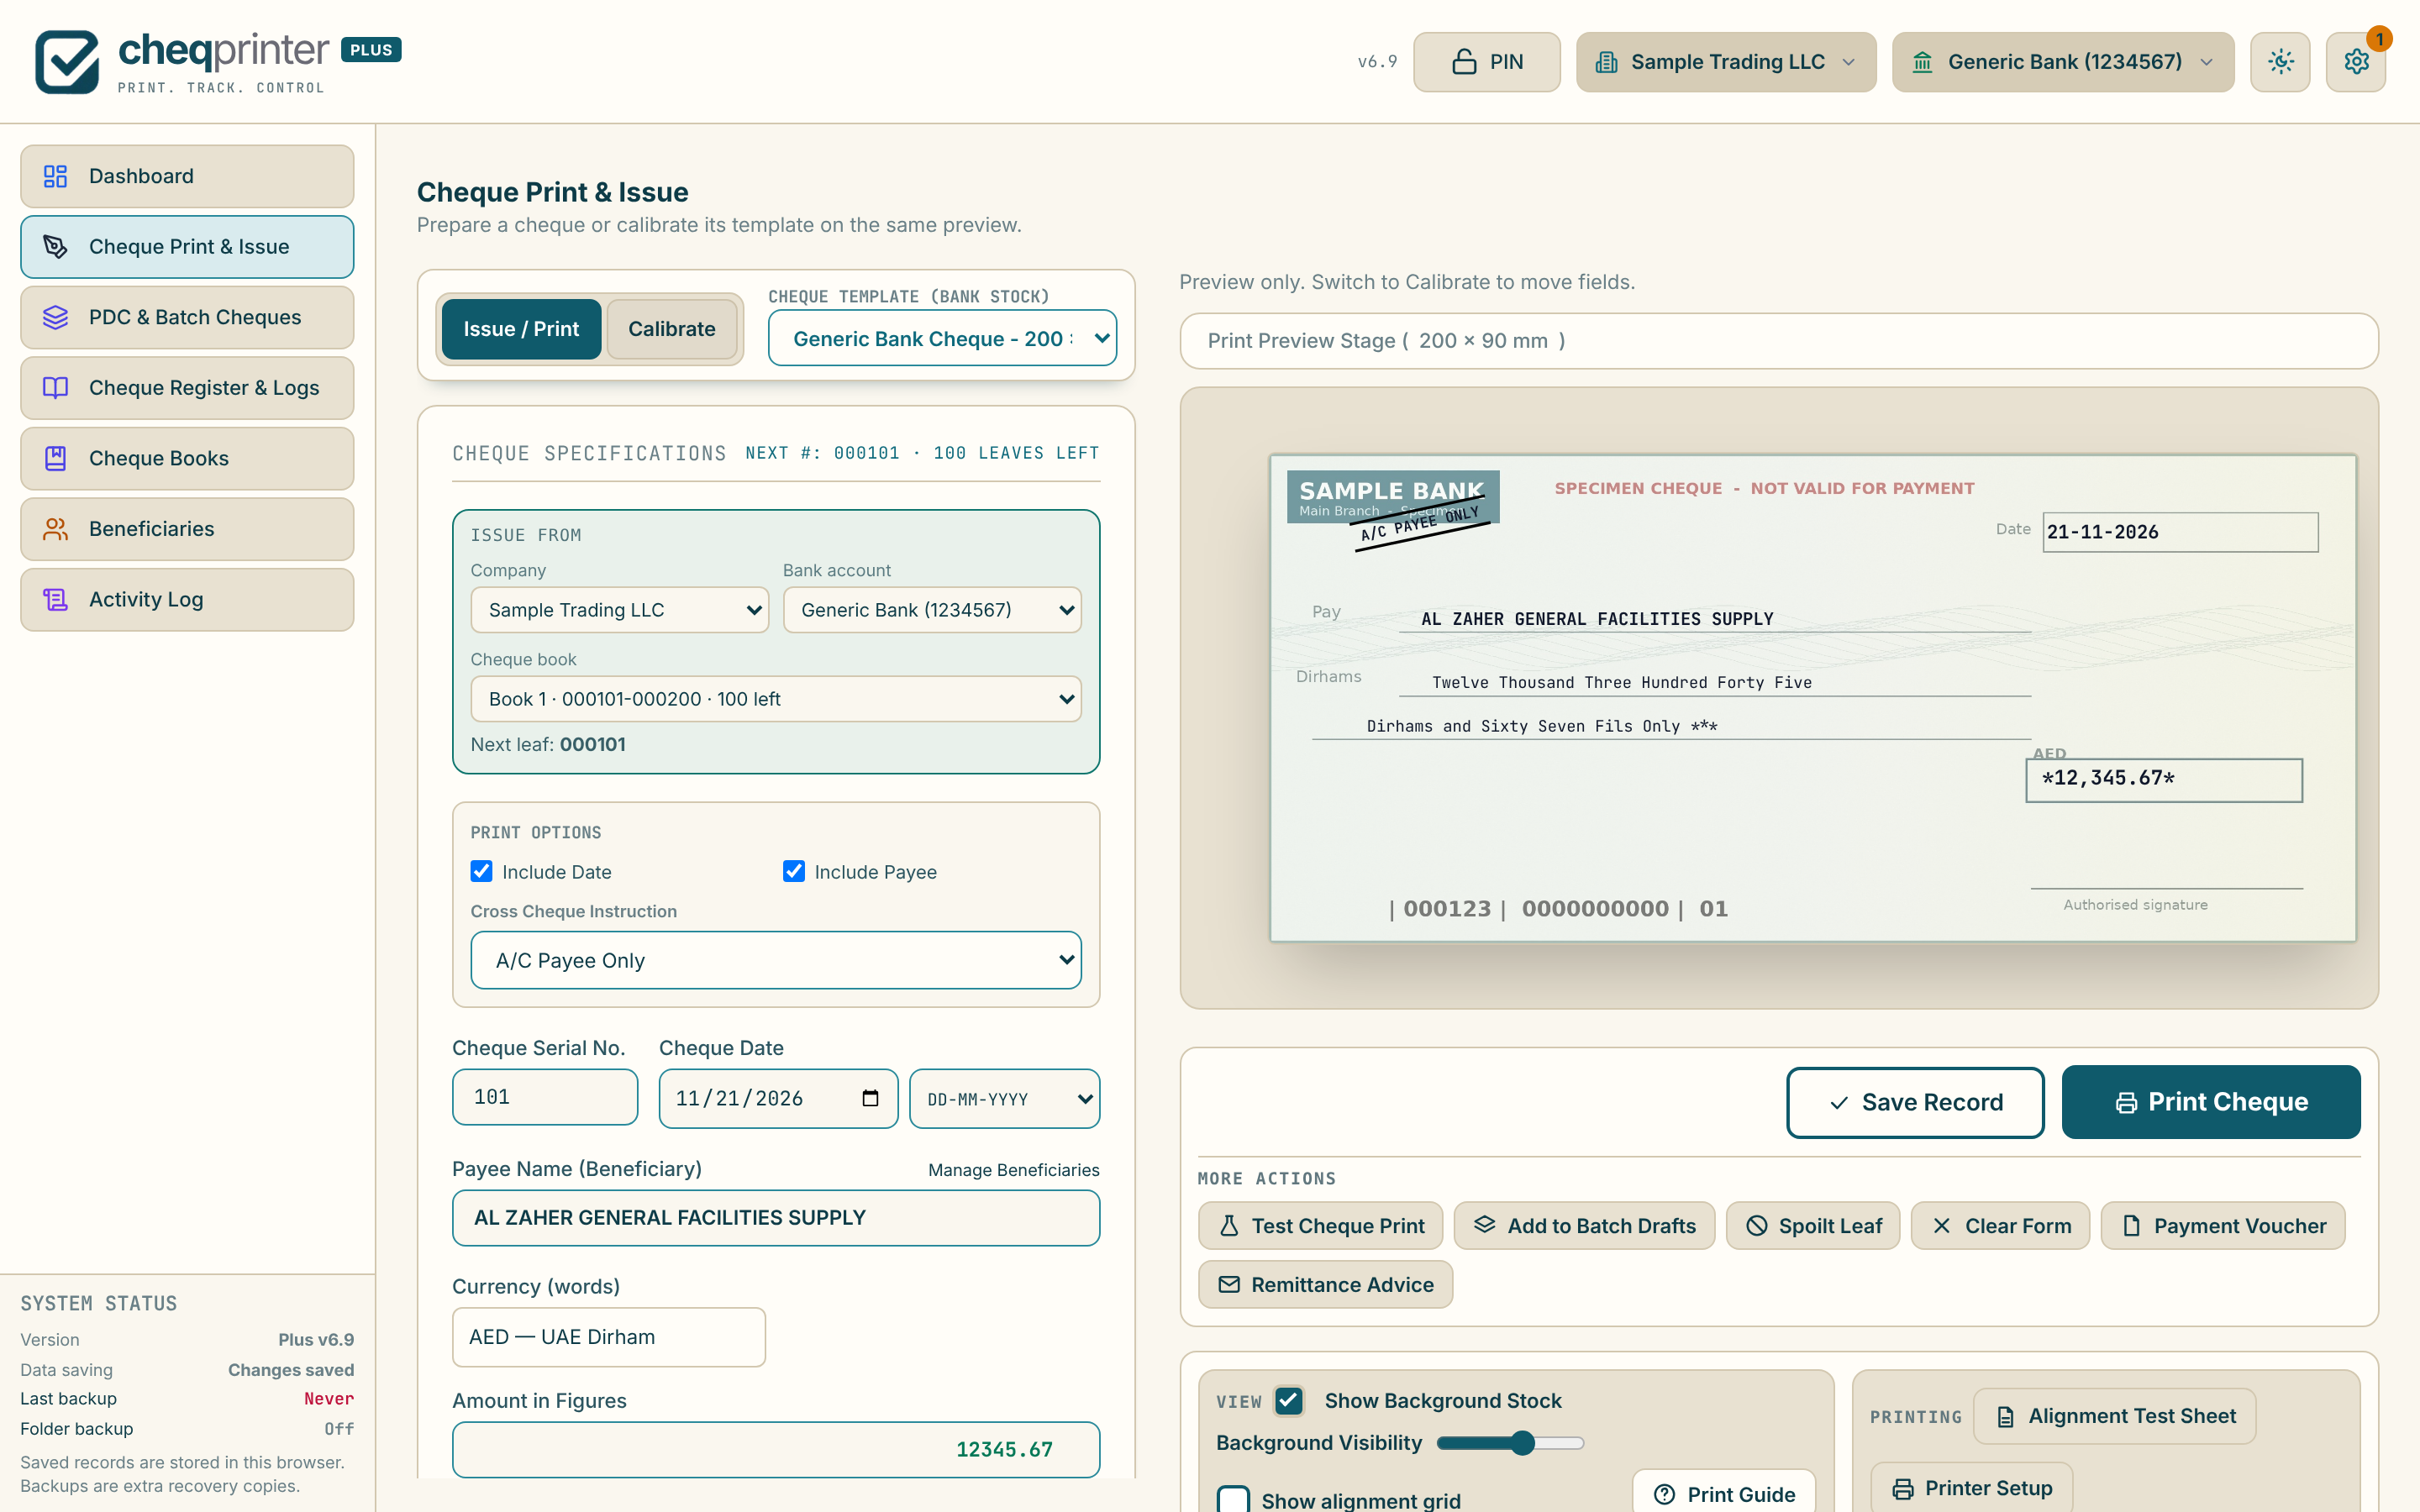 cheqprinter PLUS
PRINT. TRACK. CONTROL
v6.9
PIN
Sample Trading LLC
Generic Bank (1234567)
1
Dashboard
Cheque Print & Issue
PDC & Batch Cheques
Cheque Register & Logs
Cheque Books
Beneficiaries
Activity Log
SYSTEM STATUS
Version Plus v6.9
Data saving Changes saved
Last backup Never
Folder backup Off
Saved records are stored in this browser.
Backups are extra recovery copies.
Cheque Print & Issue
Prepare a cheque or calibrate its template on the same preview.
Issue / Print
Calibrate
CHEQUE TEMPLATE (BANK STOCK)
Generic Bank Cheque - 200
CHEQUE SPECIFICATIONS
NEXT #: 000101 · 100 LEAVES LEFT
ISSUE FROM
Company
Sample Trading LLC
Bank account
Generic Bank (1234567)
Cheque book
Book 1 · 000101-000200 · 100 left
Next leaf: 000101
PRINT OPTIONS
Include Date
Include Payee
Cross Cheque Instruction
A/C Payee Only
Cheque Serial No.
101
Cheque Date
11/21/2026
DD-MM-YYYY
Payee Name (Beneficiary)
Manage Beneficiaries
AL ZAHER GENERAL FACILITIES SUPPLY
Currency (words)
AED — UAE Dirham
Amount in Figures
12345.67
Preview only. Switch to Calibrate to move fields.
Print Preview Stage ( 200 × 90 mm )
SAMPLE BANK
Main Branch - Specimen
A/C PAYEE ONLY
SPECIMEN CHEQUE - NOT VALID FOR PAYMENT
Date 21-11-2026
Pay AL ZAHER GENERAL FACILITIES SUPPLY
Dirhams Twelve Thousand Three Hundred Forty Five
Dirhams and Sixty Seven Fils Only ***
AED
*12,345.67*
| 000123 | 0000000000 | 01
Authorised signature
Save Record
Print Cheque
MORE ACTIONS
Test Cheque Print
Add to Batch Drafts
Spoilt Leaf
Clear Form
Payment Voucher
Remittance Advice
VIEW
Show Background Stock
Background Visibility
Show alignment grid
Print Guide
PRINTING
Alignment Test Sheet
Printer Setup